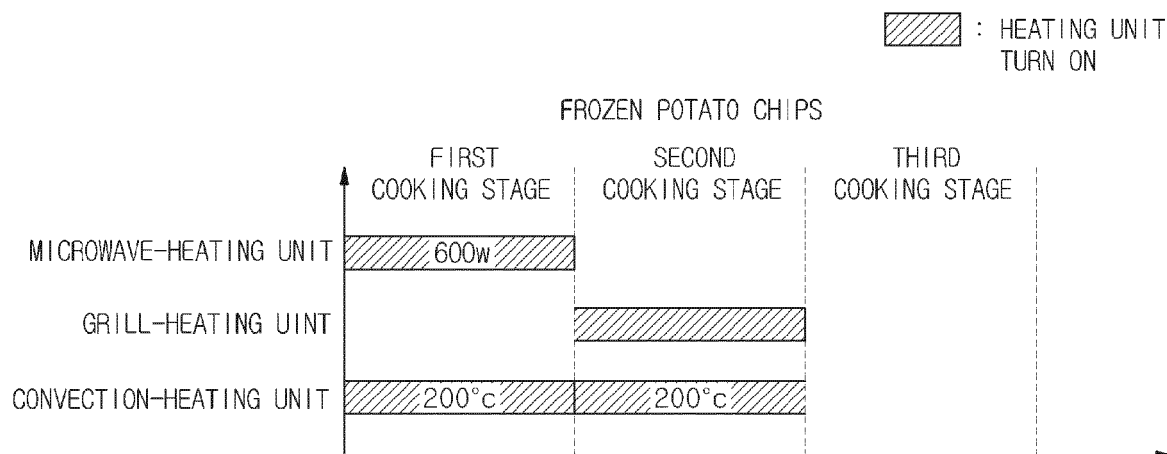 : HEATING UNIT
TURN ON
FROZEN POTATO CHIPS
FIRST
COOKING STAGE
SECOND
COOKING STAGE
THIRD
COOKING STAGE
MICROWAVE-HEATING UNIT
600w
GRILL-HEATING UINT
CONVECTION-HEATING UNIT
200°c
200°c